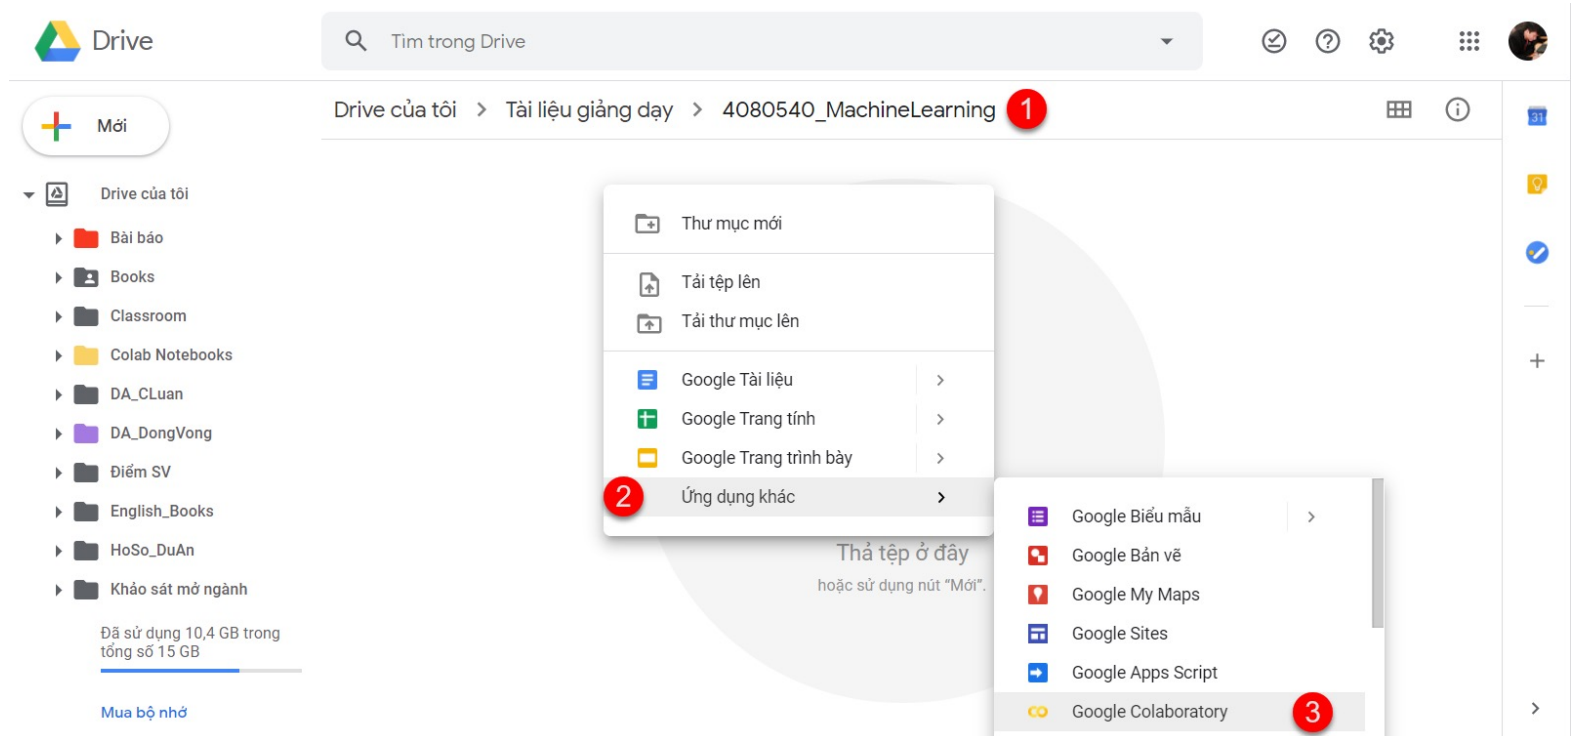 Drive
Tìm trong Drive
Mới
Drive của tôi > Tài liệu giảng dạy > 4080540_MachineLearning 1
31
Drive của tôi
Bài báo
Books
Classroom
Colab Notebooks
DA_CLuan
DA_DongVong
Điểm SV
English_Books
HoSo_DuAn
Khảo sát mở ngành
Đã sử dụng 10,4 GB trong
tổng số 15 GB
Mua bộ nhớ
Thư mục mới
Tải tệp lên
Tải thư mục lên
Google Tài liệu
Google Trang tính
Google Trang trình bày
2 Ứng dụng khác
Thả tệp ở đây
hoặc sử dụng nút “Mới”.
Google Biểu mẫu
Google Bản vẽ
Google My Maps
Google Sites
Google Apps Script
Google Colaboratory 3